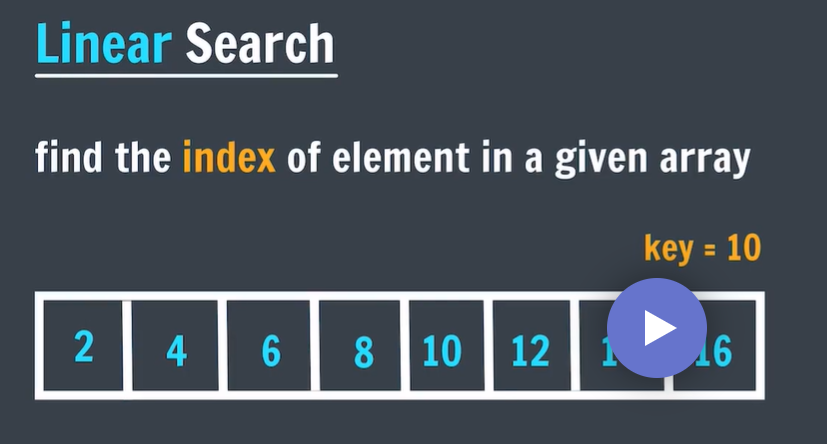 Linear Search
find the index of element in a given array
key = 10
2 4 6 8 10 12 16